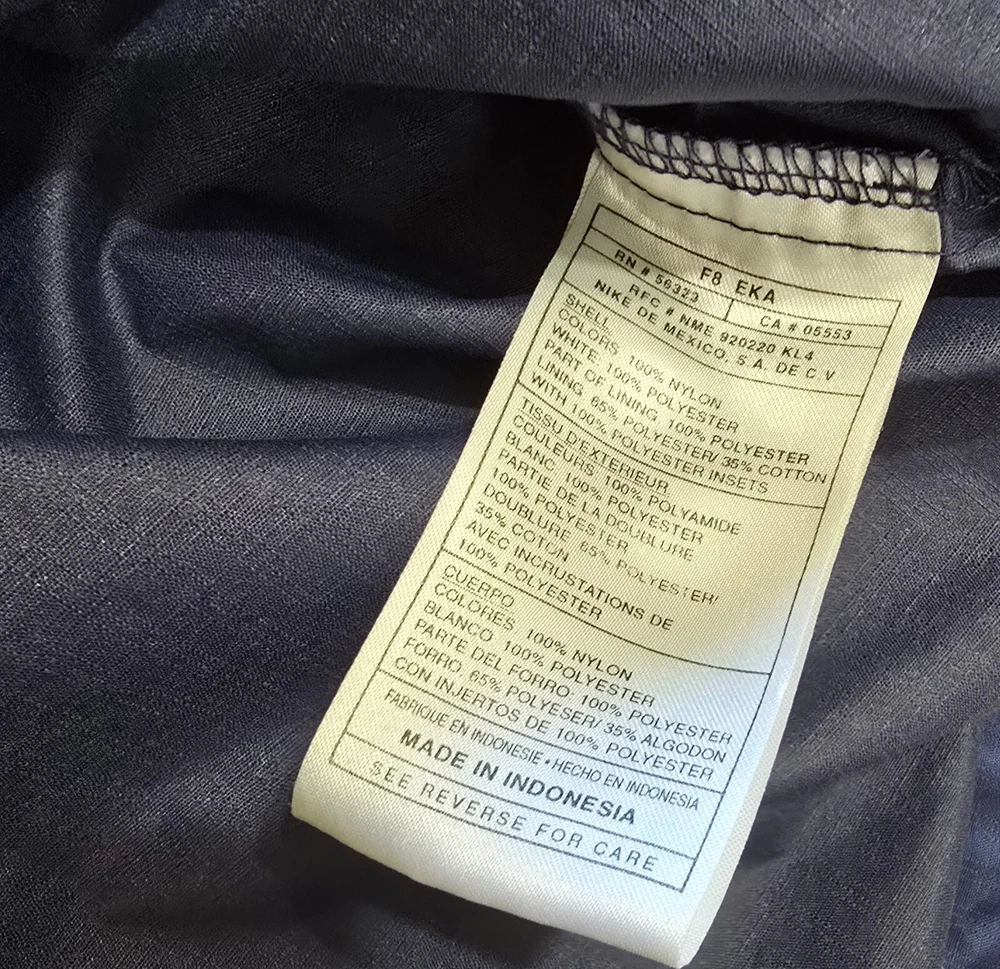 F8 EKA
RN # 56323 CA # 05553
RFC # NME 920220 KL4
NIKE DE MEXICO, S.A. DE C.V
SHELL
COLORS 100% NYLON
WHITE 100% POLYESTER
PART OF LINING 100% POLYESTER
LINING 65% POLYESTER/ 35% COTTON
WITH 100% POLYESTER INSETS
TISSU D'EXTERIEUR
COULEURS 100% POLYAMIDE
BLANC 100% POLYESTER
PARTIE DE LA DOUBLURE
100% POLYESTER
DOUBLURE 65% POLYESTER/
35% COTON
AVEC INCRUSTATIONS DE
100% POLYESTER
CUERPO
COLORES 100% NYLON
BLANCO 100% POLYESTER
PARTE DEL FORRO 100% POLYESTER
FORRO 65% POLYESER/ 35% ALGODON
CON INJERTOS DE 100% POLYESTER
FABRIQUE EN INDONESIE • HECHO EN INDONESIA
MADE IN INDONESIA
SEE REVERSE FOR CARE